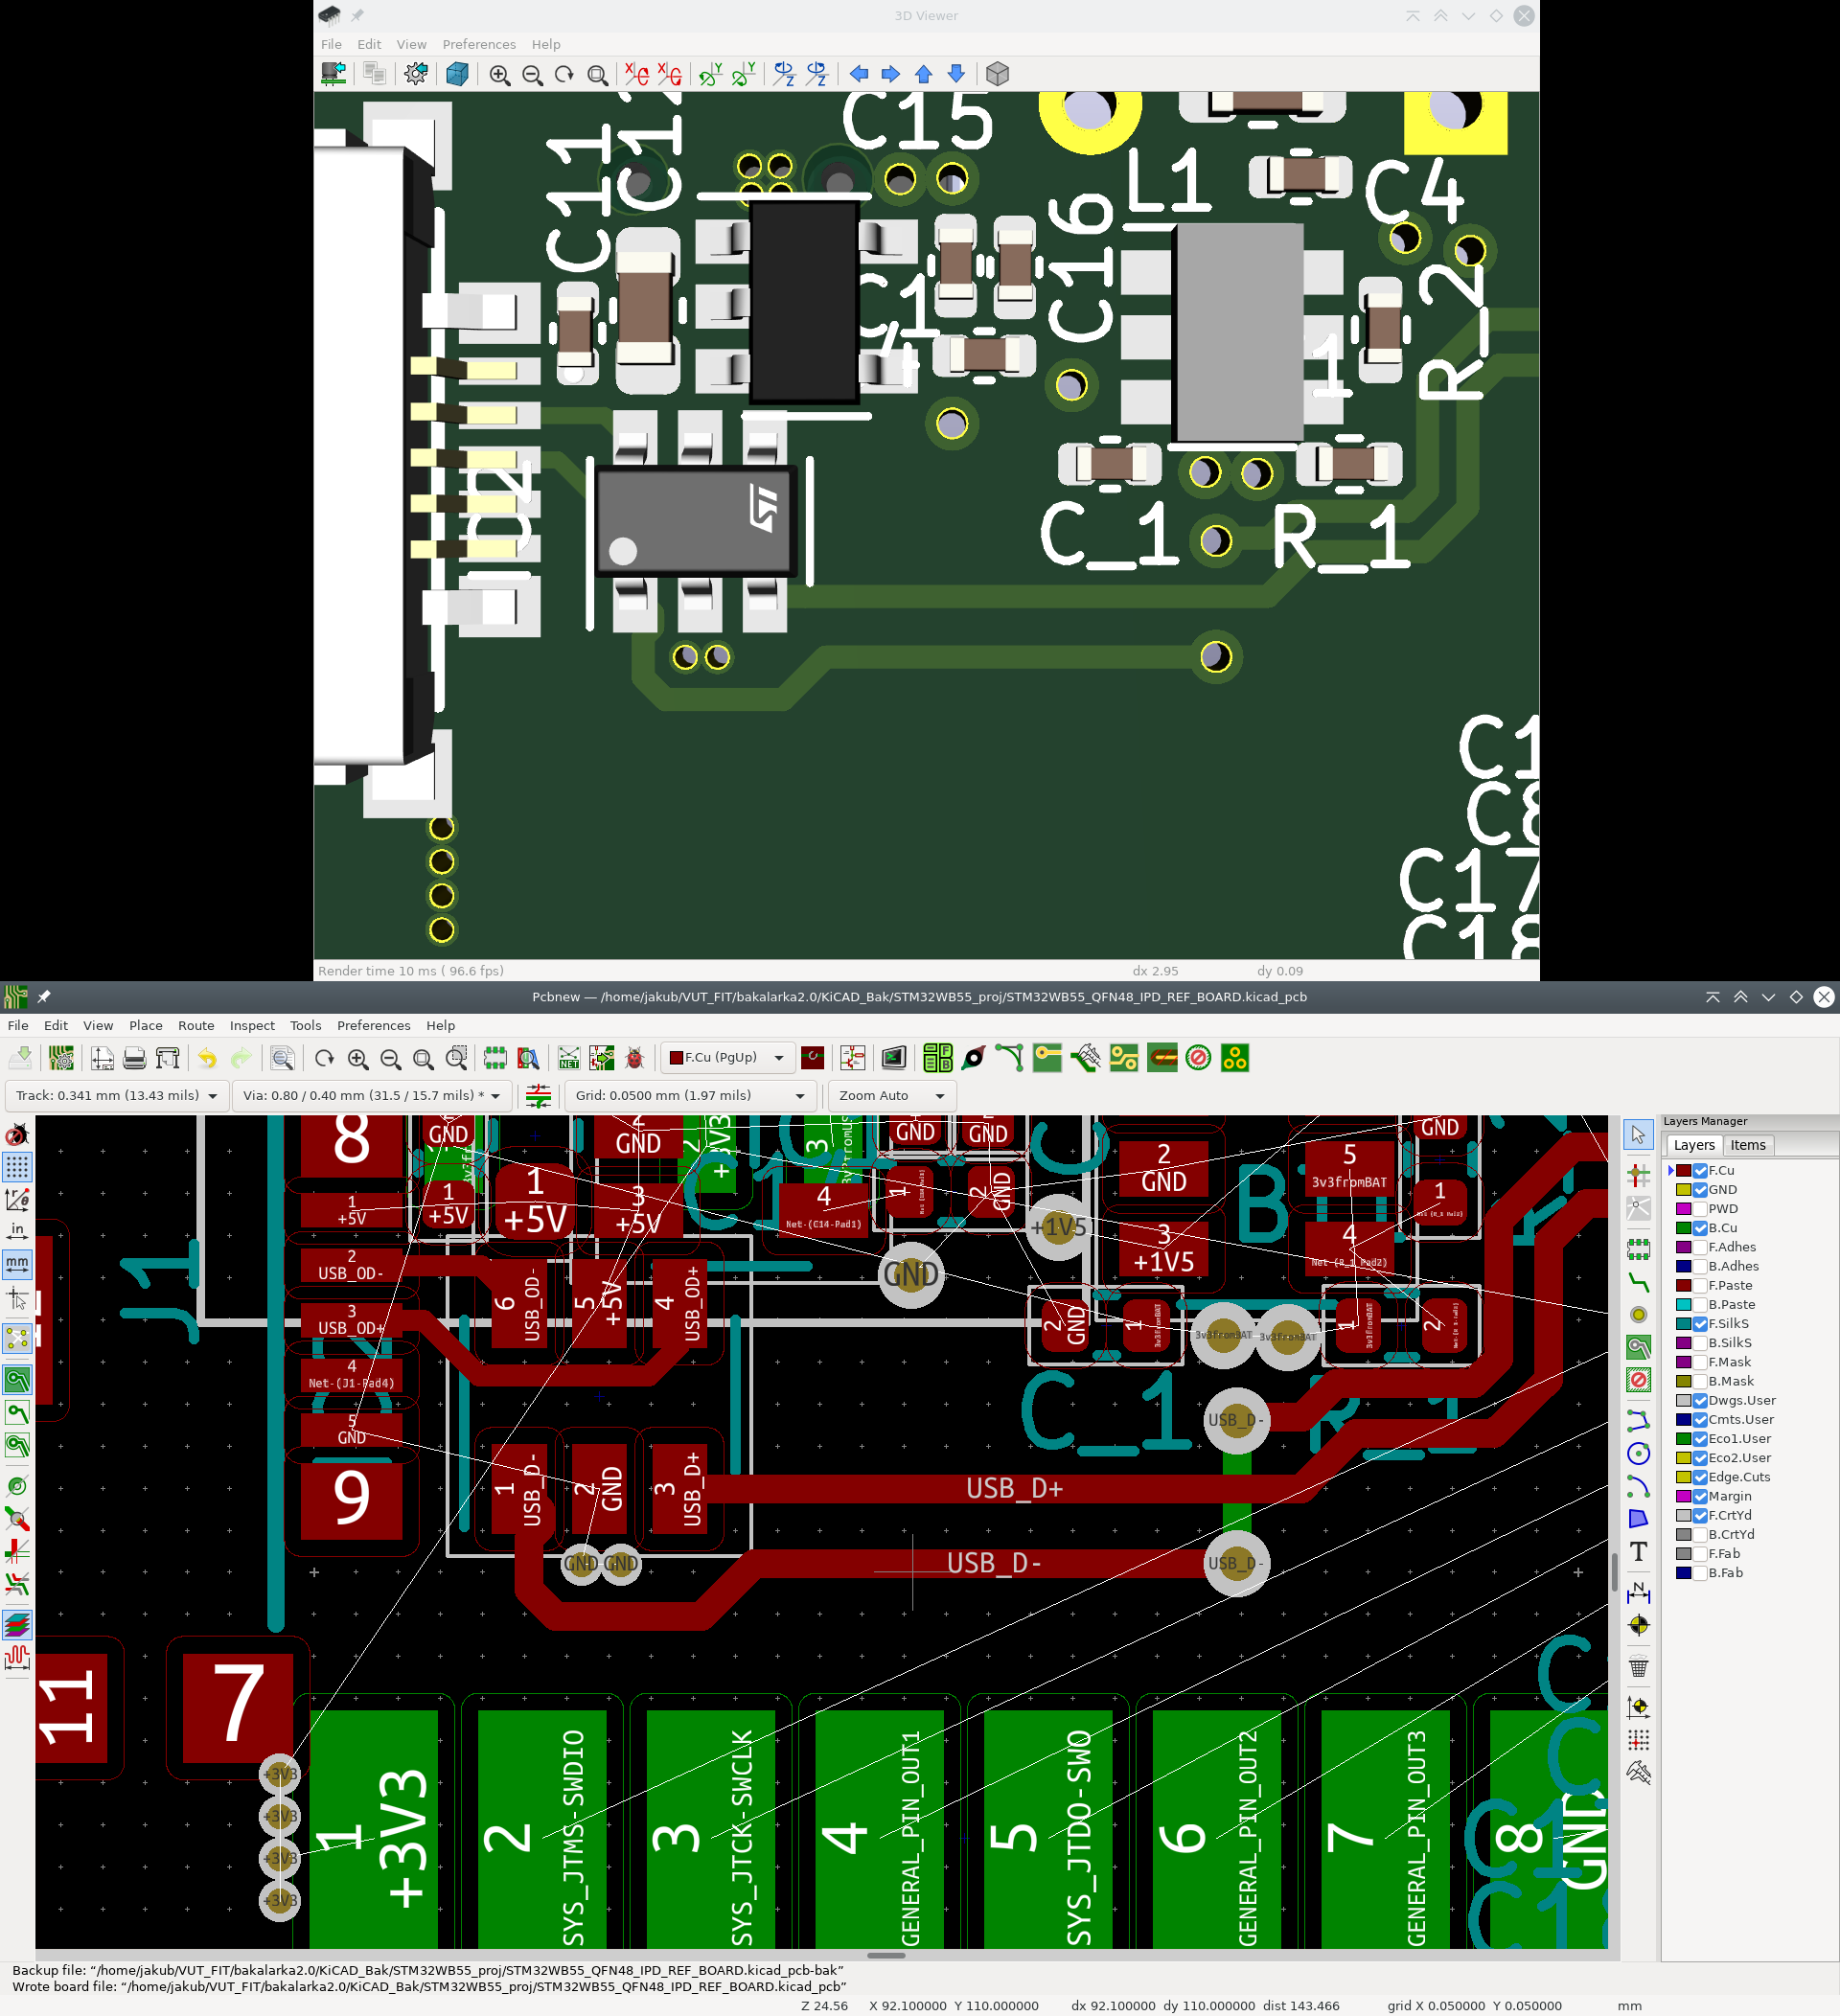 3D Viewer
File Edit View Preferences Help
C15
C11
L1
C4
C16
C1
4
R_2
1
ST
C_1
R_1
C1
C8
C17
C18
Render time 10 ms ( 96.6 fps)
dx 2.95
dy 0.09
Pcbnew — /home/jakub/VUT_FIT/bakalarka2.0/KiCAD_Bak/STM32WB55_proj/STM32WB55_QFN48_IPD_REF_BOARD.kicad_pcb
File Edit View Place Route Inspect Tools Preferences Help
F.Cu (PgUp)
Track: 0.341 mm (13.43 mils)
Via: 0.80 / 0.40 mm (31.5 / 15.7 mils) *
Grid: 0.0500 mm (1.97 mils)
Zoom Auto
Layers Manager
Layers Items
F.Cu
GND
PWD
B.Cu
F.Adhes
B.Adhes
F.Paste
B.Paste
F.SilkS
B.SilkS
F.Mask
B.Mask
Dwgs.User
Cmts.User
Eco1.User
Eco2.User
Edge.Cuts
Margin
F.CrtYd
B.CrtYd
F.Fab
B.Fab
in
mm
8
GND
GND
2
+3V3
3
GND
GND
2
GND
5
3v3fromBAT
GND
1
+5V
1
+5V
1
+5V
3
+5V
4
Net-(C14-Pad1)
1
2
GND
+1V5
3
+1V5
4
1
J1
2
USB_OD-
3
USB_OD+
6
USB_OD-
5
+5V
4
USB_OD+
GND
2
GND
1
3v3fromBAT
3v3fromBAT
1
2
4
Net-(J1-Pad4)
5
GND
9
C_1
R_1
USB_D-
1
USB_D-
2
GND
3
USB_D+
USB_D+
GND
GND
USB_D-
USB_D-
11
7
+3V3
+3V3
+3V3
+3V3
1
+3V3
2
SYS_JTMS-SWDIO
3
SYS_JTCK-SWCLK
4
GENERAL_PIN_OUT1
5
SYS_JTDO-SWO
6
GENERAL_PIN_OUT2
7
GENERAL_PIN_OUT3
8
GND
Backup file: “/home/jakub/VUT_FIT/bakalarka2.0/KiCAD_Bak/STM32WB55_proj/STM32WB55_QFN48_IPD_REF_BOARD.kicad_pcb-bak”
Wrote board file: “/home/jakub/VUT_FIT/bakalarka2.0/KiCAD_Bak/STM32WB55_proj/STM32WB55_QFN48_IPD_REF_BOARD.kicad_pcb”
Z 24.56
X 92.100000 Y 110.000000
dx 92.100000 dy 110.000000 dist 143.466
grid X 0.050000 Y 0.050000
mm